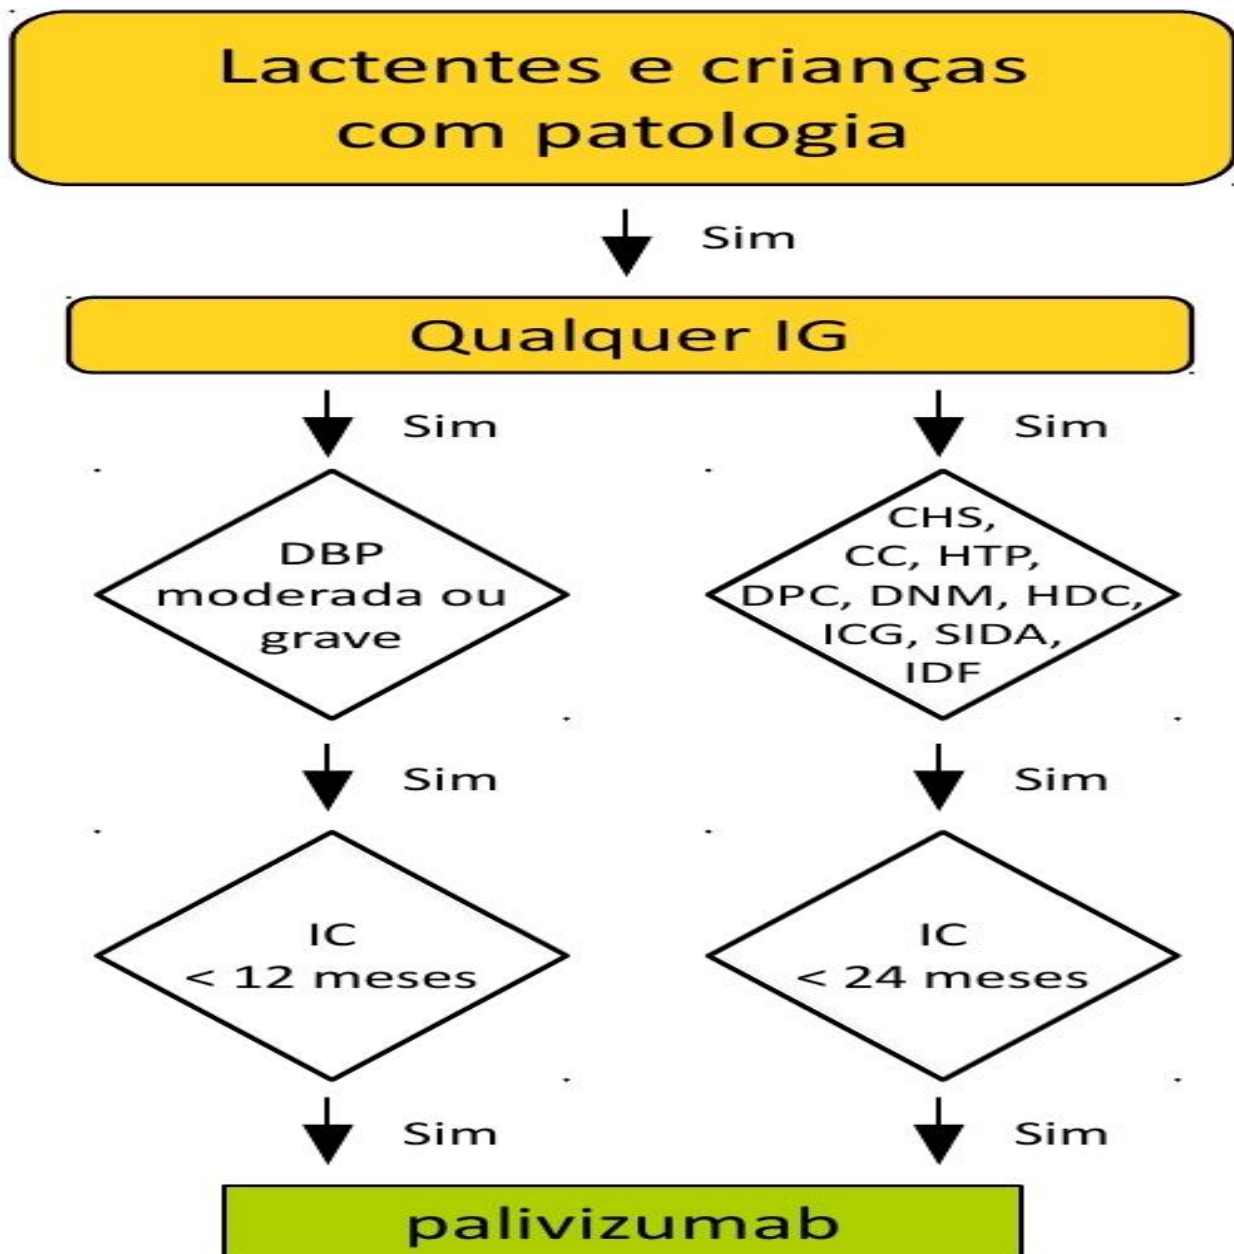 Lactentes e crianças
com patologia
Sim
Qualquer IG
Sim
Sim
DBP
moderada ou
grave
CHS,
CC, HTP,
DPC, DNM, HDC,
ICG, SIDA,
IDF
Sim
Sim
IC
< 12 meses
IC
< 24 meses
Sim
Sim
palivizumab